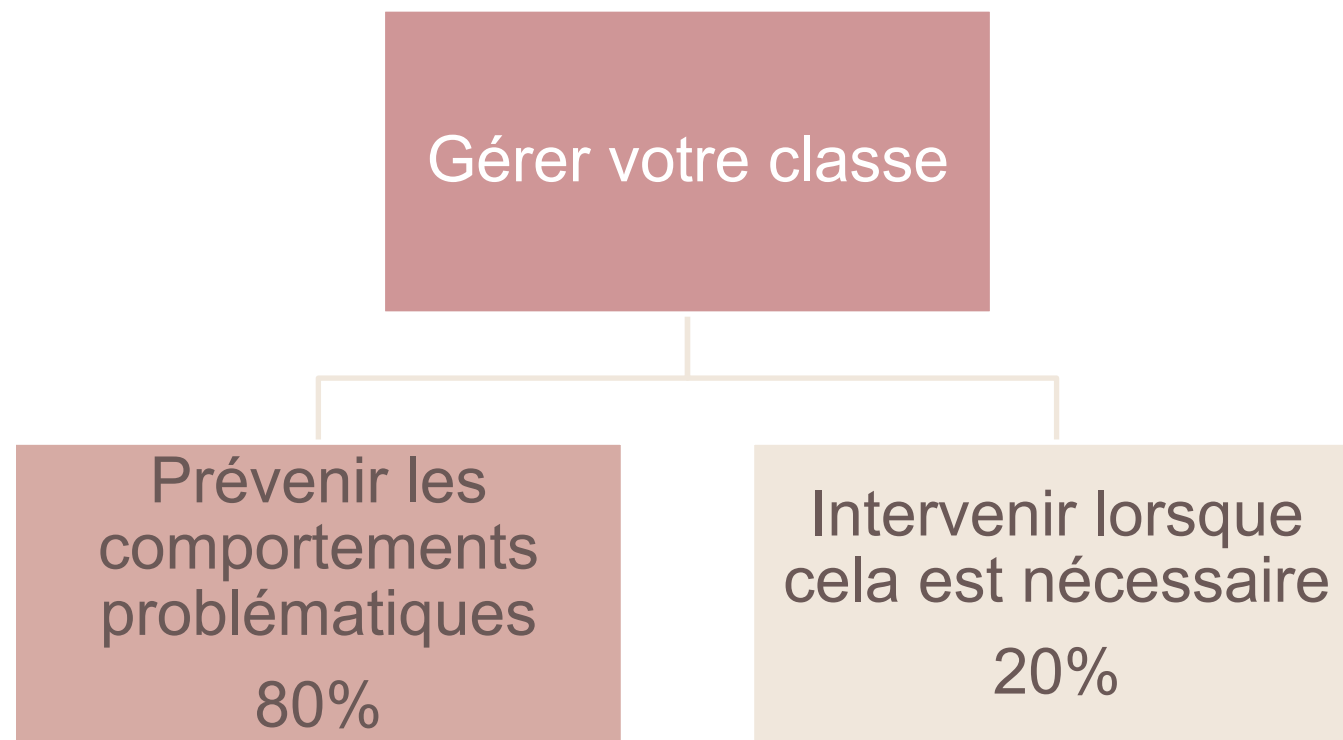 Gérer votre classe
Prévenir les
comportements
problématiques
80%
Intervenir lorsque
cela est nécessaire
20%